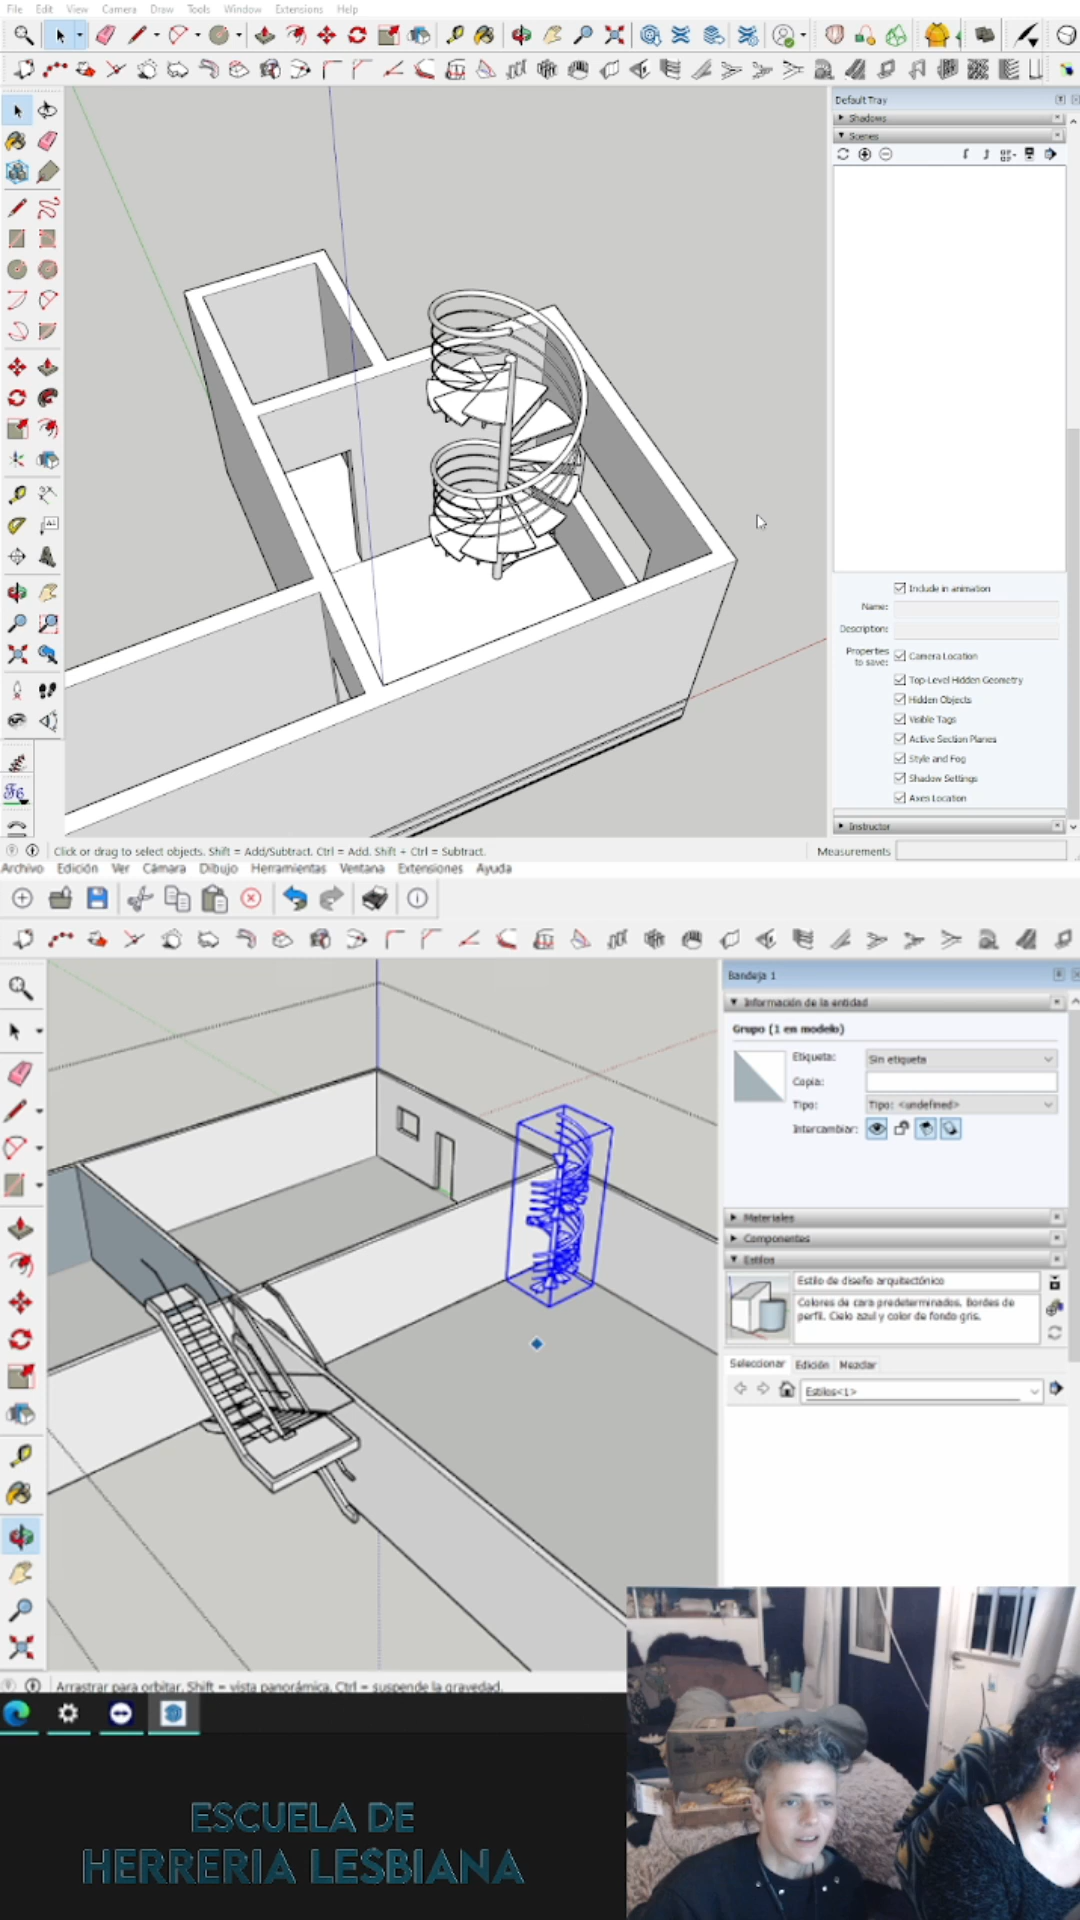 File Edit View Camera Draw Tools Window Extensions Help
Default Tray
Shadows
Scenes
Include in animation
Name:
Description:
Properties to save:
Camera Location
Top-Level Hidden Geometry
Hidden Objects
Visible Tags
Active Section Planes
Style and Fog
Shadow Settings
Axes Location
Instructor
Click or drag to select objects. Shift = Add/Subtract. Ctrl = Add. Shift + Ctrl = Subtract.
Measurements
Archivo Edición Ver Cámara Dibujo Herramientas Ventana Extensiones Ayuda
Bandeja 1
Información de la entidad
Grupo (1 en modelo)
Etiqueta: Sin etiqueta
Copia:
Tipo: Tipo: <undefined>
Intercambiar:
Materiales
Componentes
Estilos
Estilo de diseño arquitectónico
Colores de cara predeterminados. Bordes de
perfil. Cielo azul y color de fondo gris.
Seleccionar Edición Mezclar
Estilos<1>
Arrastrar para orbitar. Shift = vista panorámica. Ctrl = suspende la gravedad.
ESCUELA DE
HERRERIA LESBIANA